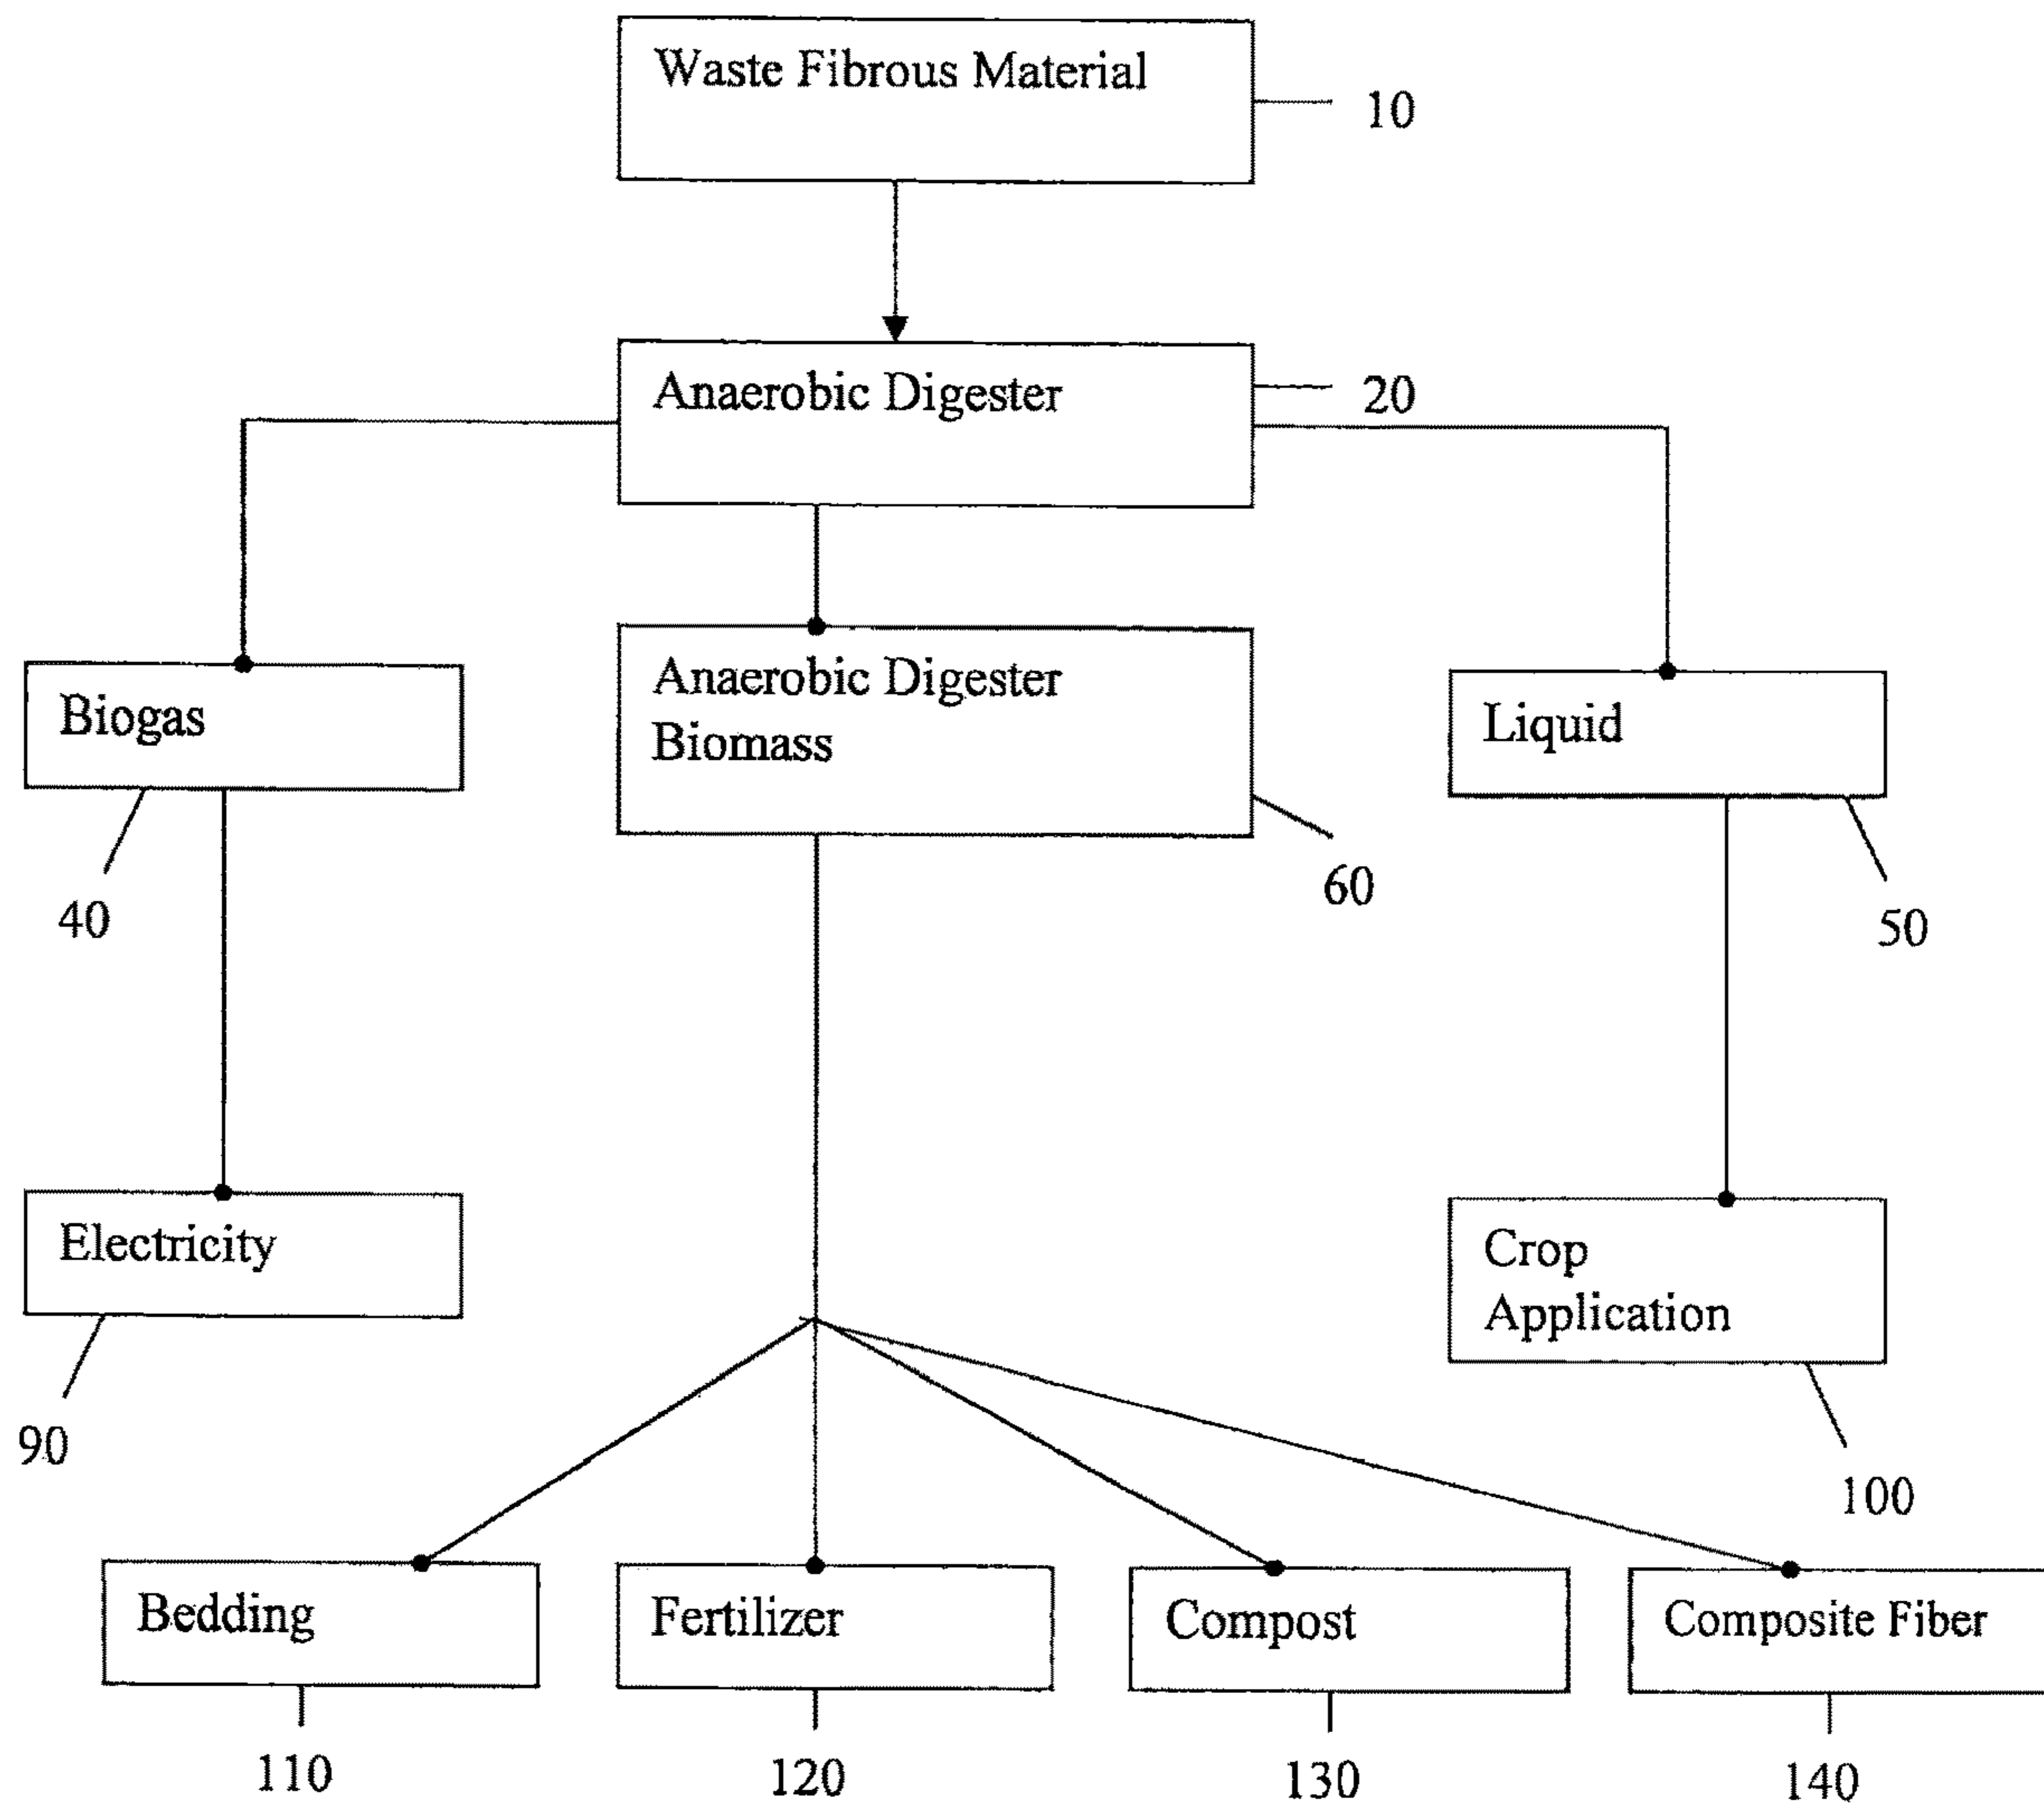 Waste Fibrous Material
10
Anaerobic Digester
20
Biogas
40
Anaerobic Digester
Biomass
60
Liquid
50
Electricity
90
Crop
Application
100
Bedding
110
Fertilizer
120
Compost
130
Composite Fiber
140